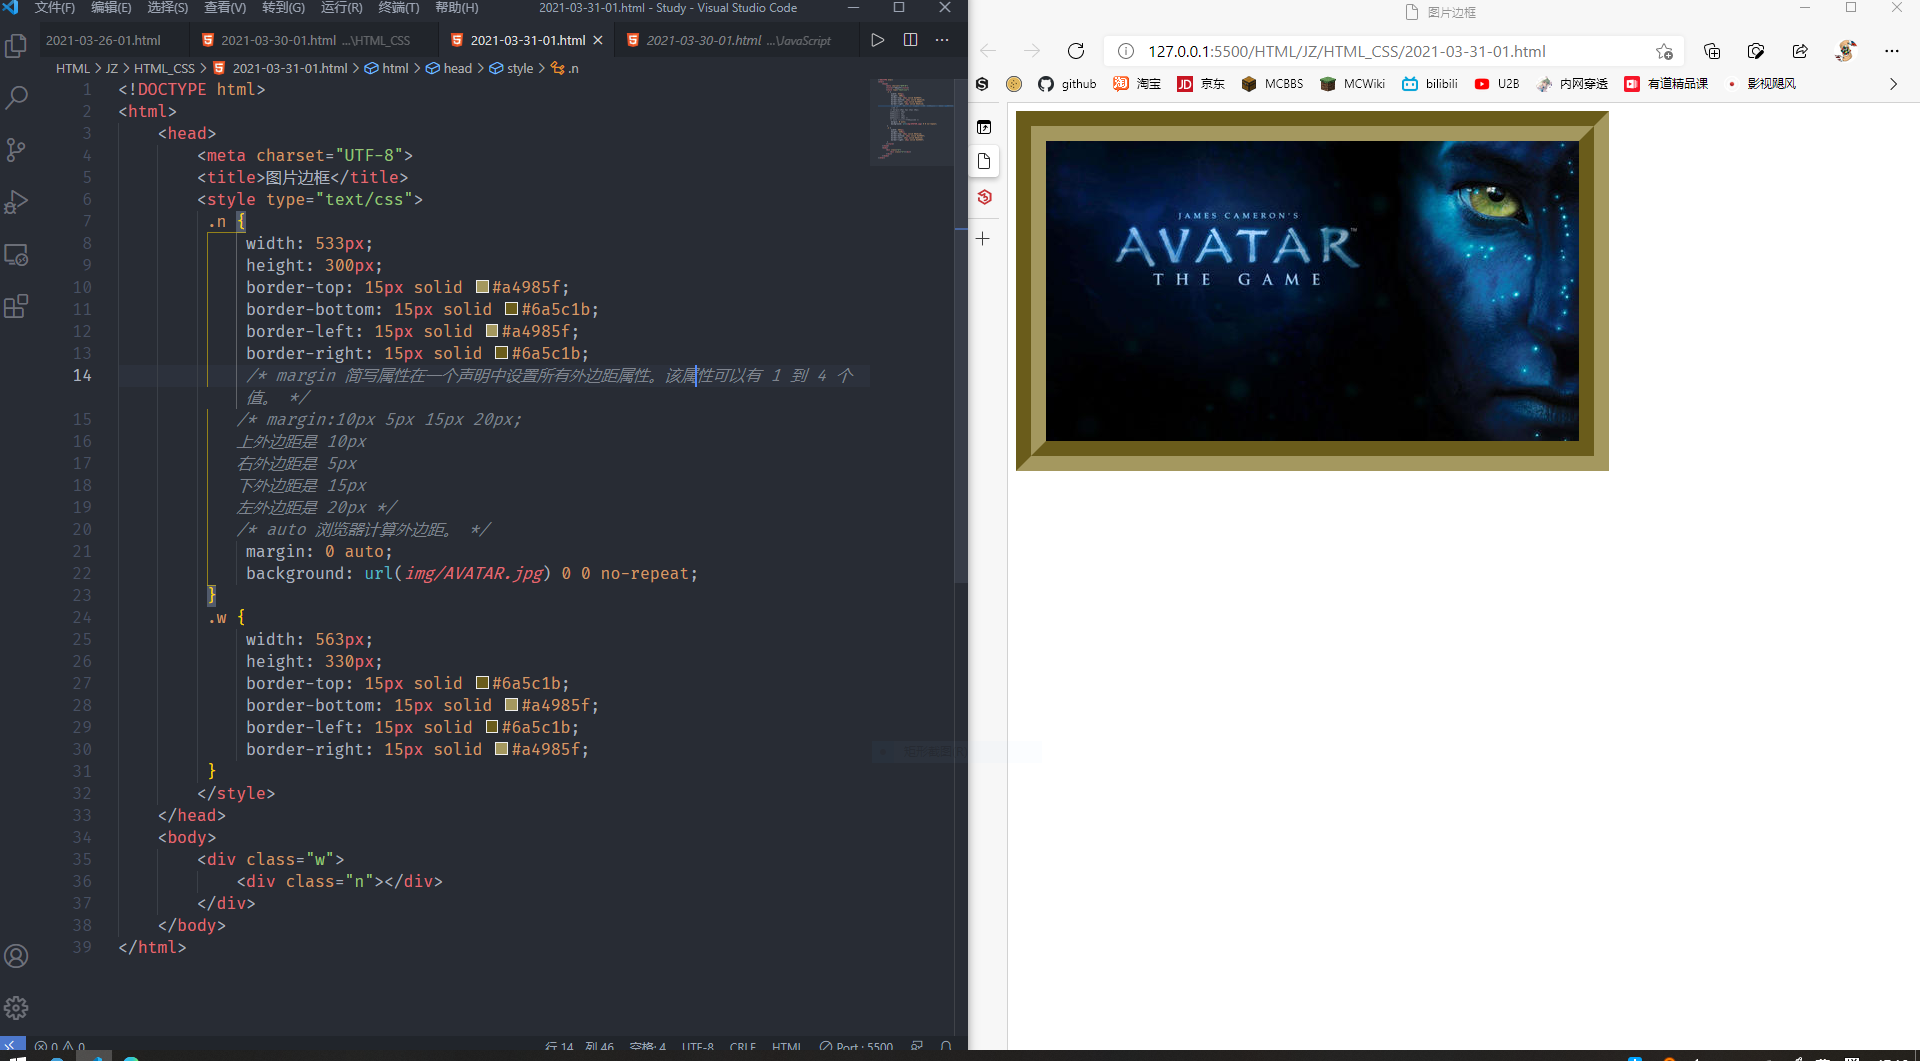 文件(F) 编辑(E) 选择(S) 查看(V) 转到(G) 运行(R) 终端(T) 帮助(H) 2021-03-31-01.html - Study - Visual Studio Code
2021-03-26-01.html 2021-03-30-01.html ...\HTML_CSS 2021-03-31-01.html 2021-03-30-01.html ...\JavaScript
HTML > JZ > HTML_CSS > 2021-03-31-01.html > html > head > style > .n
1 <!DOCTYPE html>
2 <html>
3 <head>
4 <meta charset="UTF-8">
5 <title>图片边框</title>
6 <style type="text/css">
7 .n {
8 width: 533px;
9 height: 300px;
10 border-top: 15px solid #a4985f;
11 border-bottom: 15px solid #6a5c1b;
12 border-left: 15px solid #a4985f;
13 border-right: 15px solid #6a5c1b;
14 /* margin 简写属性在一个声明中设置所有外边距属性。该属性可以有 1 到 4 个
值。 */
15 /* margin:10px 5px 15px 20px;
16 上外边距是 10px
17 右外边距是 5px
18 下外边距是 15px
19 左外边距是 20px */
20 /* auto 浏览器计算外边距。 */
21 margin: 0 auto;
22 background: url(img/AVATAR.jpg) 0 0 no-repeat;
23 }
24 .w {
25 width: 563px;
26 height: 330px;
27 border-top: 15px solid #6a5c1b;
28 border-bottom: 15px solid #a4985f;
29 border-left: 15px solid #6a5c1b;
30 border-right: 15px solid #a4985f;
31 }
32 </style>
33 </head>
34 <body>
35 <div class="w">
36 <div class="n"></div>
37 </div>
38 </body>
39 </html>
0 0 行 14, 列 46 空格: 4 UTF-8 CRLF HTML Port : 5500
图片边框
127.0.0.1:5500/HTML/JZ/HTML_CSS/2021-03-31-01.html
github 淘宝 京东 MCBBS MCWiki bilibili U2B 内网穿透 有道精品课 影视飓风
JAMES CAMERON'S
AVATAR™
THE GAME